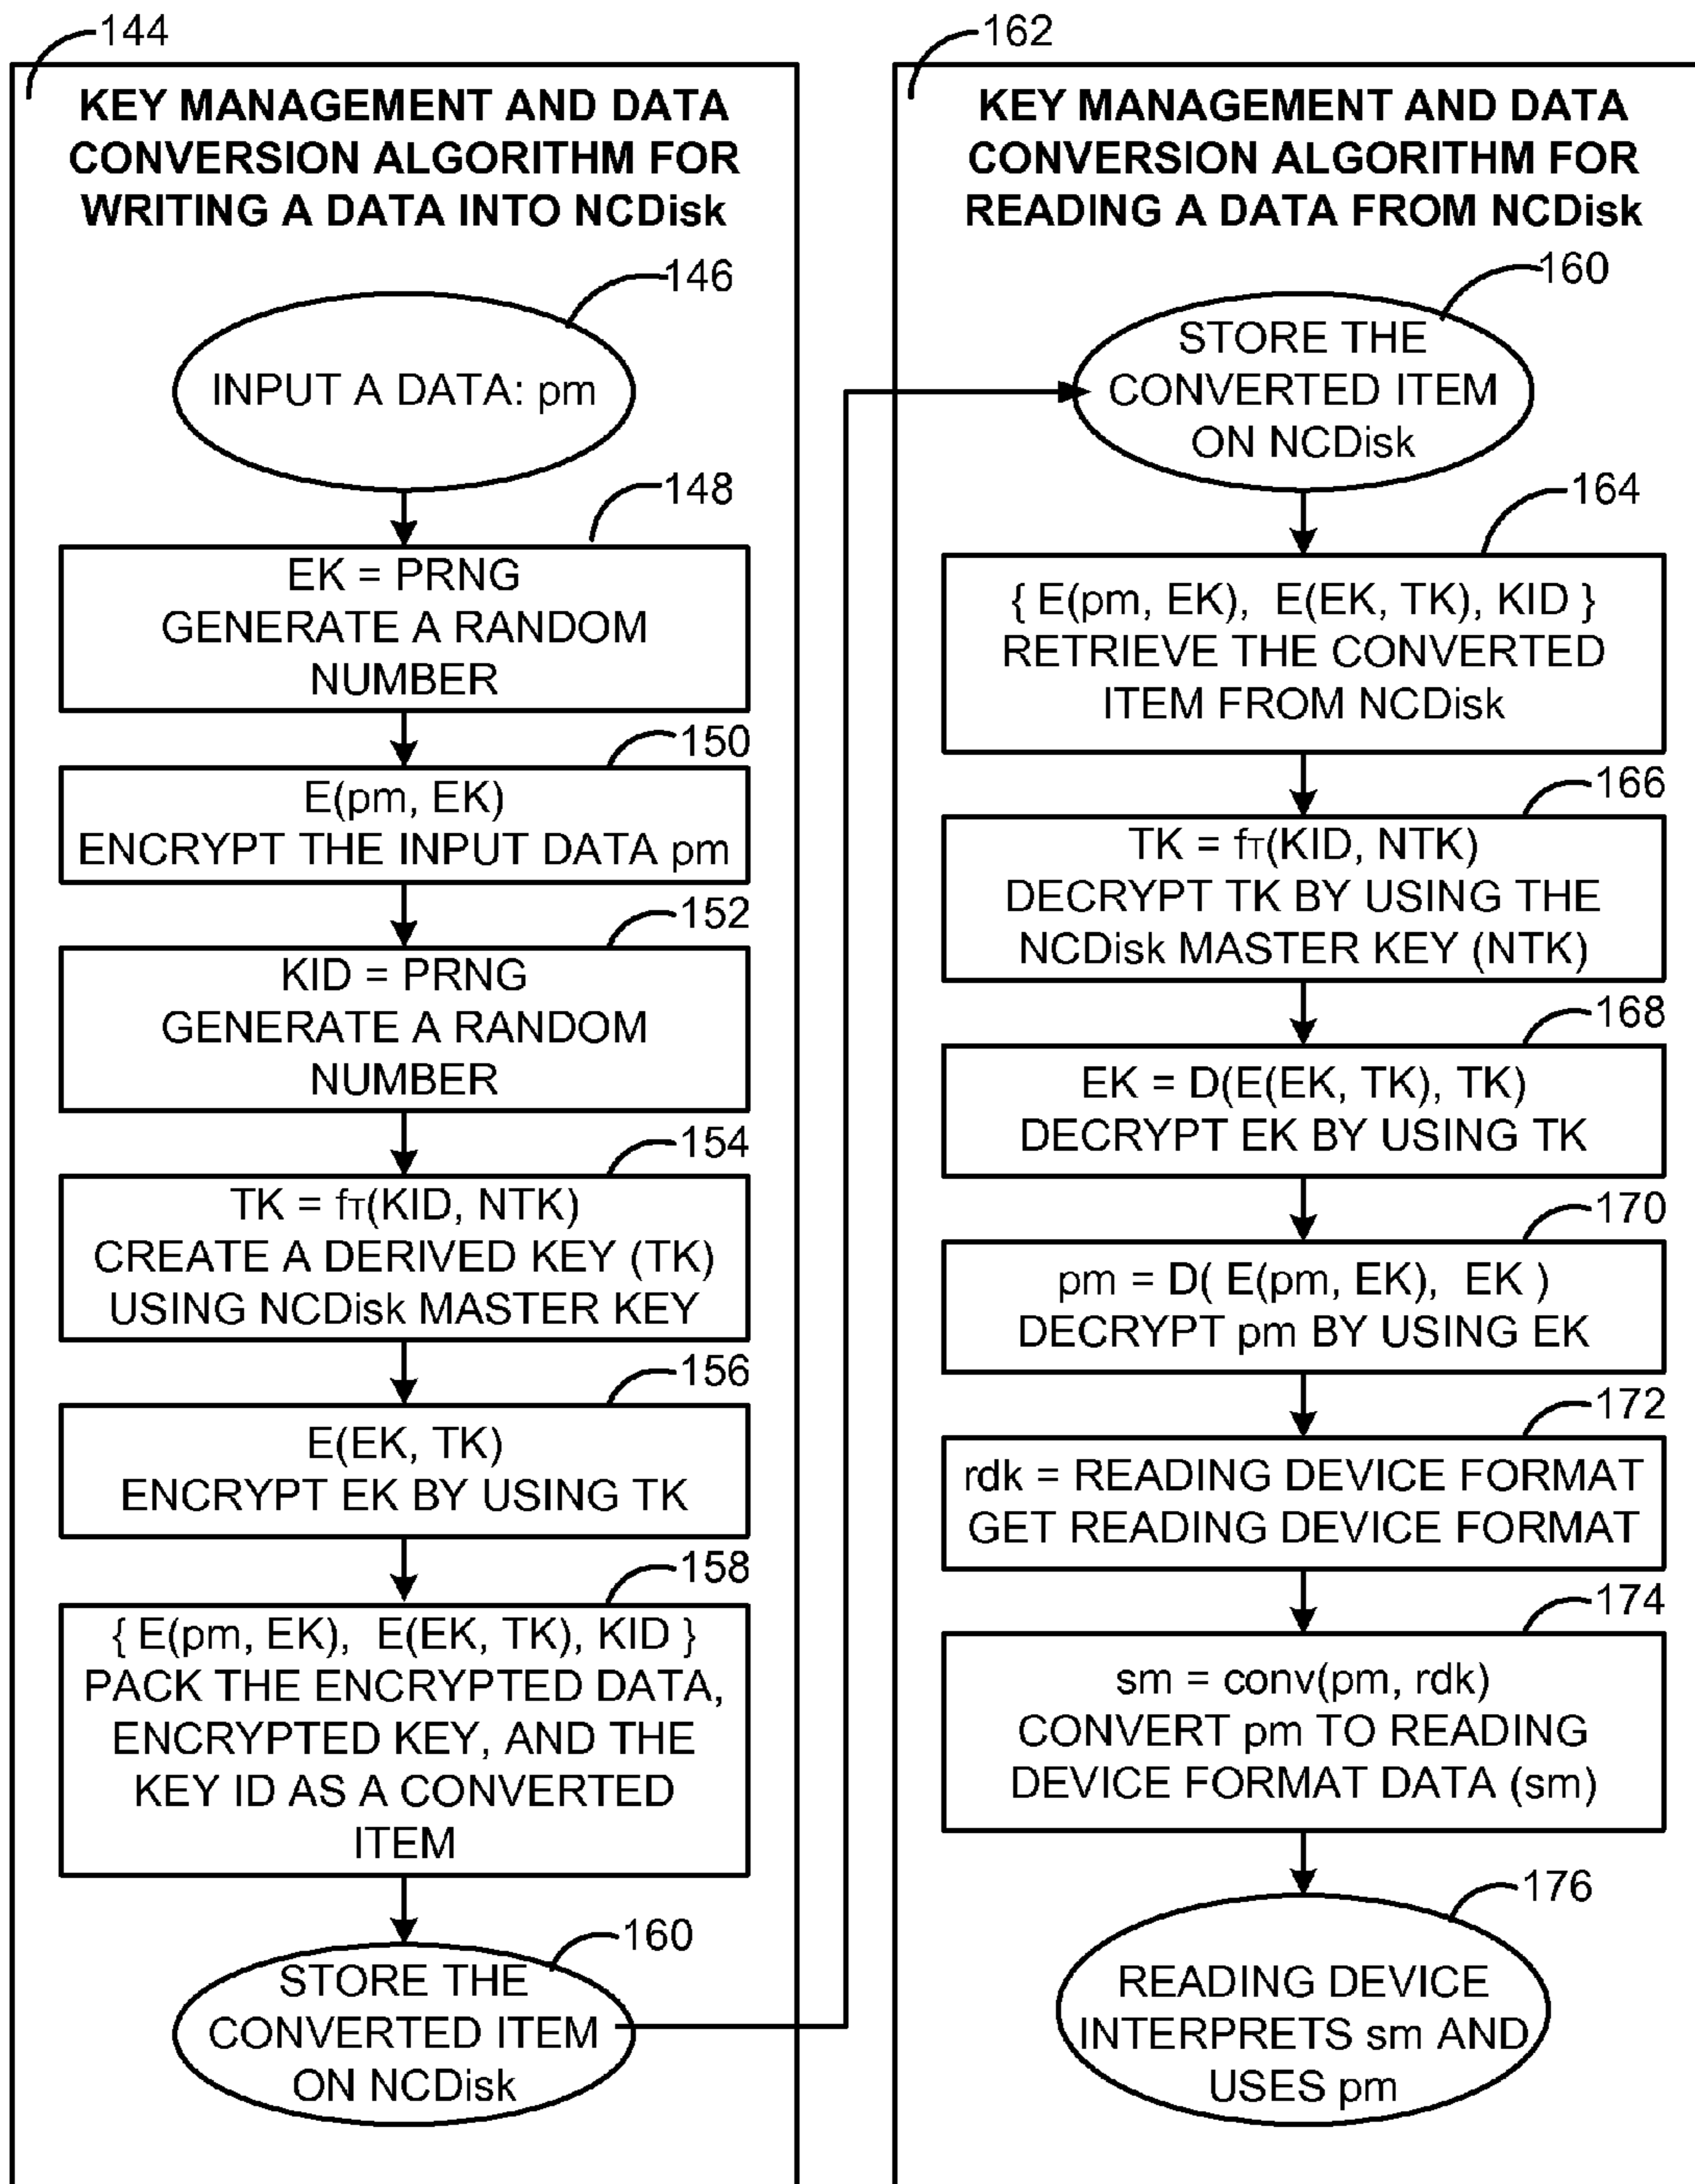 144
KEY MANAGEMENT AND DATA
CONVERSION ALGORITHM FOR
WRITING A DATA INTO NCDisk
146
INPUT A DATA: pm
148
EK = PRNG
GENERATE A RANDOM
NUMBER
150
E(pm, EK)
ENCRYPT THE INPUT DATA pm
152
KID = PRNG
GENERATE A RANDOM
NUMBER
154
TK = fT(KID, NTK)
CREATE A DERIVED KEY (TK)
USING NCDisk MASTER KEY
156
E(EK, TK)
ENCRYPT EK BY USING TK
158
{ E(pm, EK), E(EK, TK), KID }
PACK THE ENCRYPTED DATA,
ENCRYPTED KEY, AND THE
KEY ID AS A CONVERTED
ITEM
160
STORE THE
CONVERTED ITEM
ON NCDisk
162
KEY MANAGEMENT AND DATA
CONVERSION ALGORITHM FOR
READING A DATA FROM NCDisk
160
STORE THE
CONVERTED ITEM
ON NCDisk
164
{ E(pm, EK), E(EK, TK), KID }
RETRIEVE THE CONVERTED
ITEM FROM NCDisk
166
TK = fT(KID, NTK)
DECRYPT TK BY USING THE
NCDisk MASTER KEY (NTK)
168
EK = D(E(EK, TK), TK)
DECRYPT EK BY USING TK
170
pm = D( E(pm, EK), EK )
DECRYPT pm BY USING EK
172
rdk = READING DEVICE FORMAT
GET READING DEVICE FORMAT
174
sm = conv(pm, rdk)
CONVERT pm TO READING
DEVICE FORMAT DATA (sm)
176
READING DEVICE
INTERPRETS sm AND
USES pm